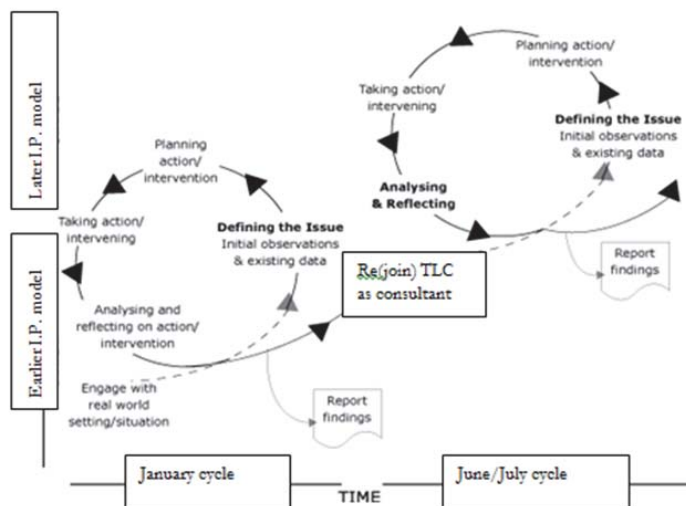 Later I.P. model
Earlier I.P. model
Planning action/
intervention
Taking action/
intervening
Defining the Issue
Initial observations
& existing data
Analysing
& Reflecting
Report
findings
Planning
action/
intervention
Taking action/
intervening
Defining the Issue
Initial observations
& existing data
Analysing and
reflecting on action/
intervention
Engage with
real world
setting/situation
Re(join) TLC
as consultant
Report
findings
January cycle
June/July cycle
TIME